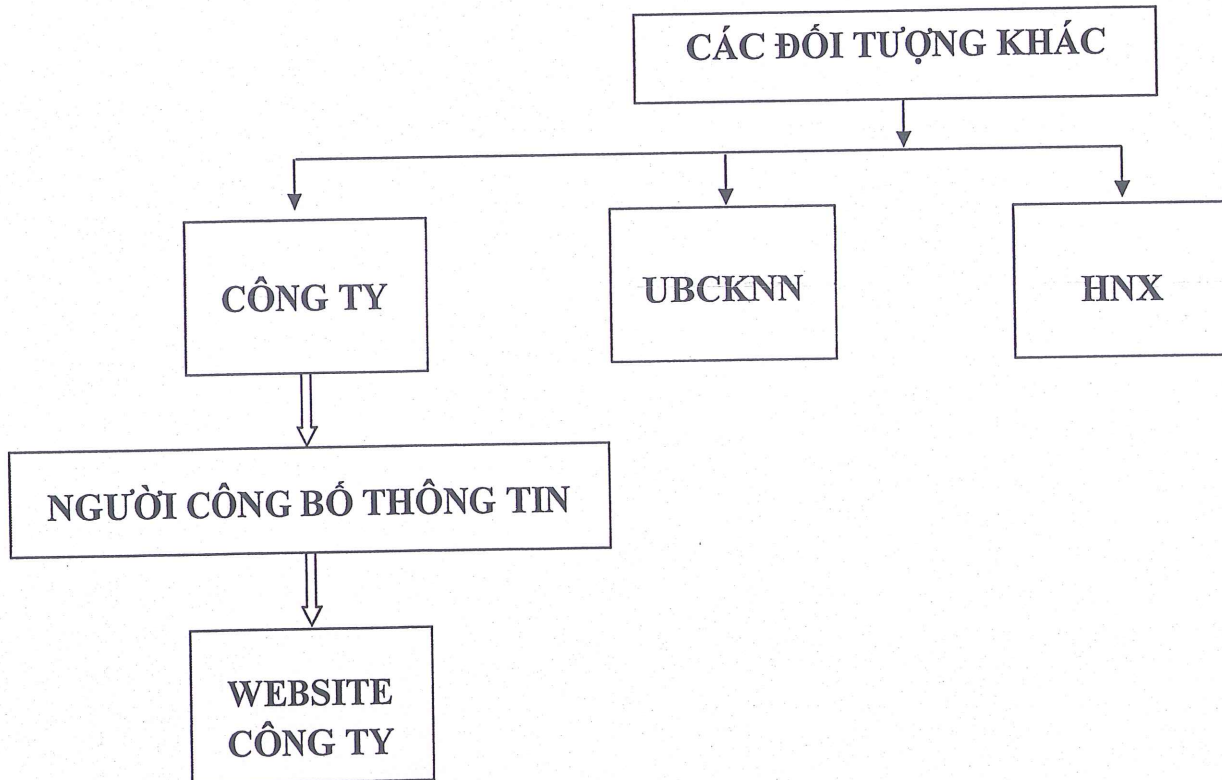 CÁC ĐỐI TƯỢNG KHÁC
CÔNG TY
UBCKNN
HNX
NGƯỜI CÔNG BỐ THÔNG TIN
WEBSITE
CÔNG TY